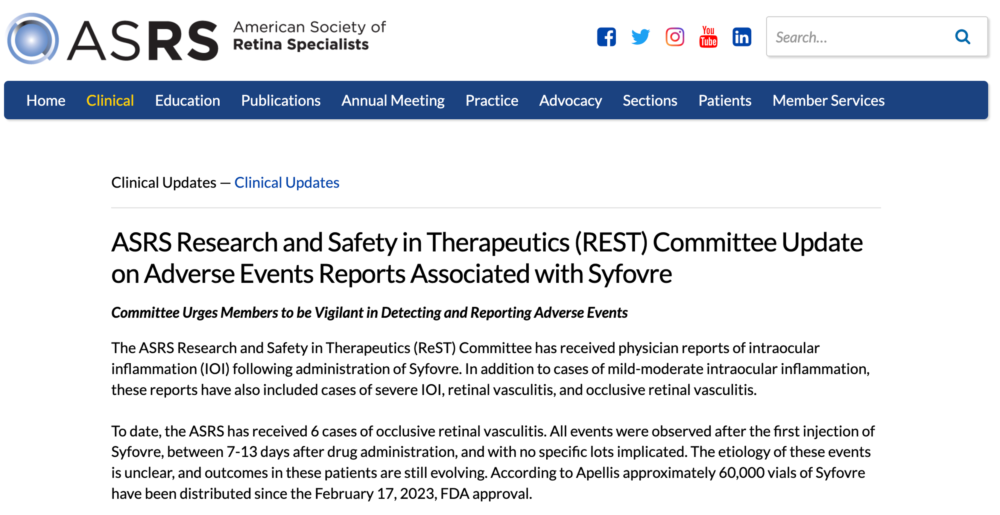 ASRS
American Society of
Retina Specialists
You
Tube
Search...
Home Clinical Education Publications Annual Meeting Practice Advocacy Sections Patients Member Services
Clinical Updates — Clinical Updates
ASRS Research and Safety in Therapeutics (REST) Committee Update
on Adverse Events Reports Associated with Syfovre
Committee Urges Members to be Vigilant in Detecting and Reporting Adverse Events
The ASRS Research and Safety in Therapeutics (ReST) Committee has received physician reports of intraocular
inflammation (IOI) following administration of Syfovre. In addition to cases of mild-moderate intraocular inflammation,
these reports have also included cases of severe IOI, retinal vasculitis, and occlusive retinal vasculitis.
To date, the ASRS has received 6 cases of occlusive retinal vasculitis. All events were observed after the first injection of
Syfovre, between 7-13 days after drug administration, and with no specific lots implicated. The etiology of these events
is unclear, and outcomes in these patients are still evolving. According to Apellis approximately 60,000 vials of Syfovre
have been distributed since the February 17, 2023, FDA approval.